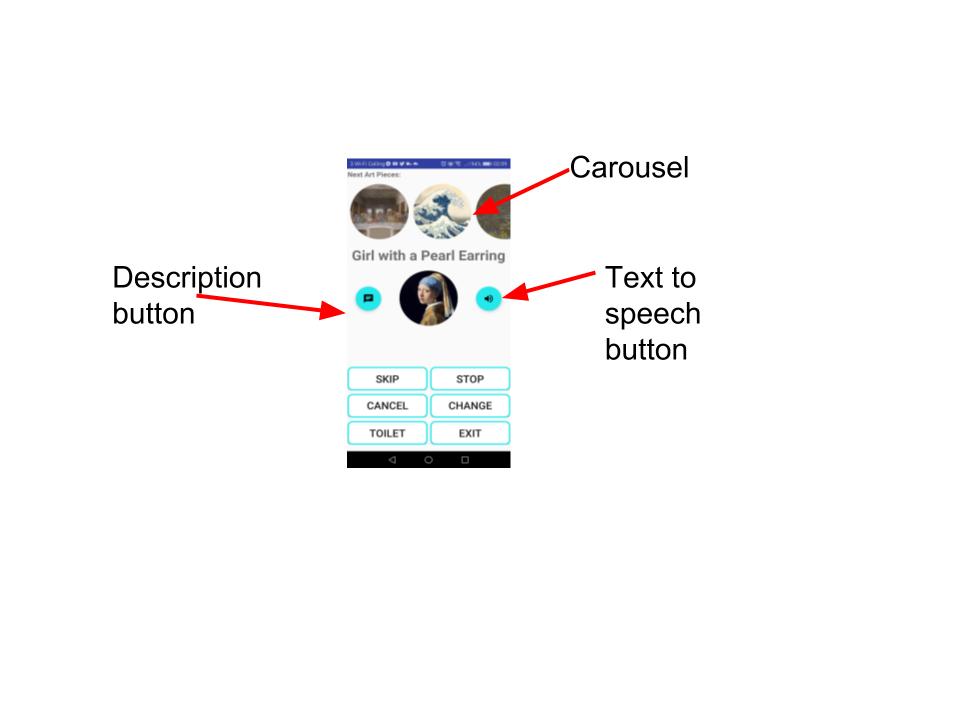 Carousel
Next Art Pieces:
Girl with a Pearl Earring
Description
button
Text to
speech
button
SKIP
STOP
CANCEL
CHANGE
TOILET
EXIT